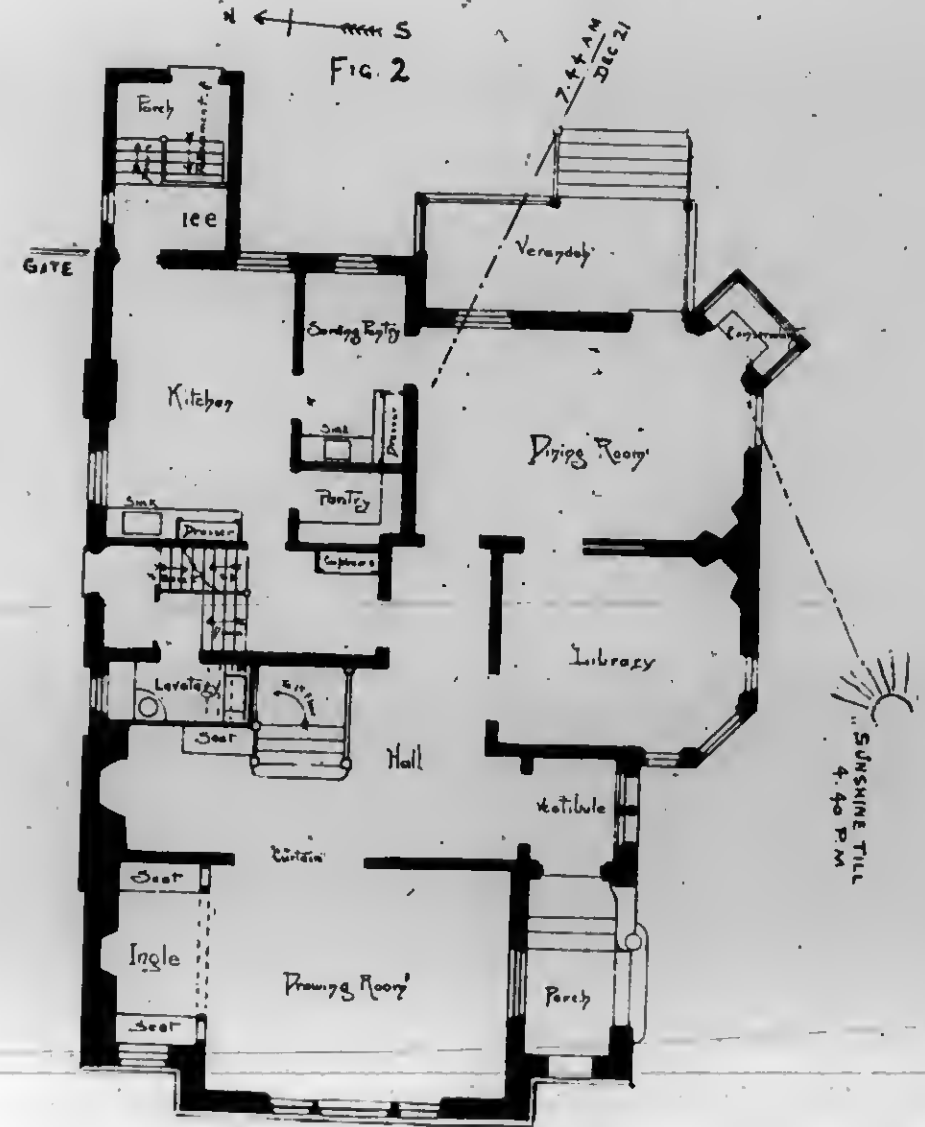 N S
FIG. 2
7.44 AM
DEC 21
Porch
ICE
GATE
Verandah
Serving Pantry
Kitchen
Sink
Dresser
Dining Room
Pantry
Sink
Dresser
Cupboard
Library
Lavatory
Seat
Hall
Vestibule
SUNSHINE TILL
4.40 P.M
Curtain
Seat
Ingle
Drawing Room
Porch
Seat